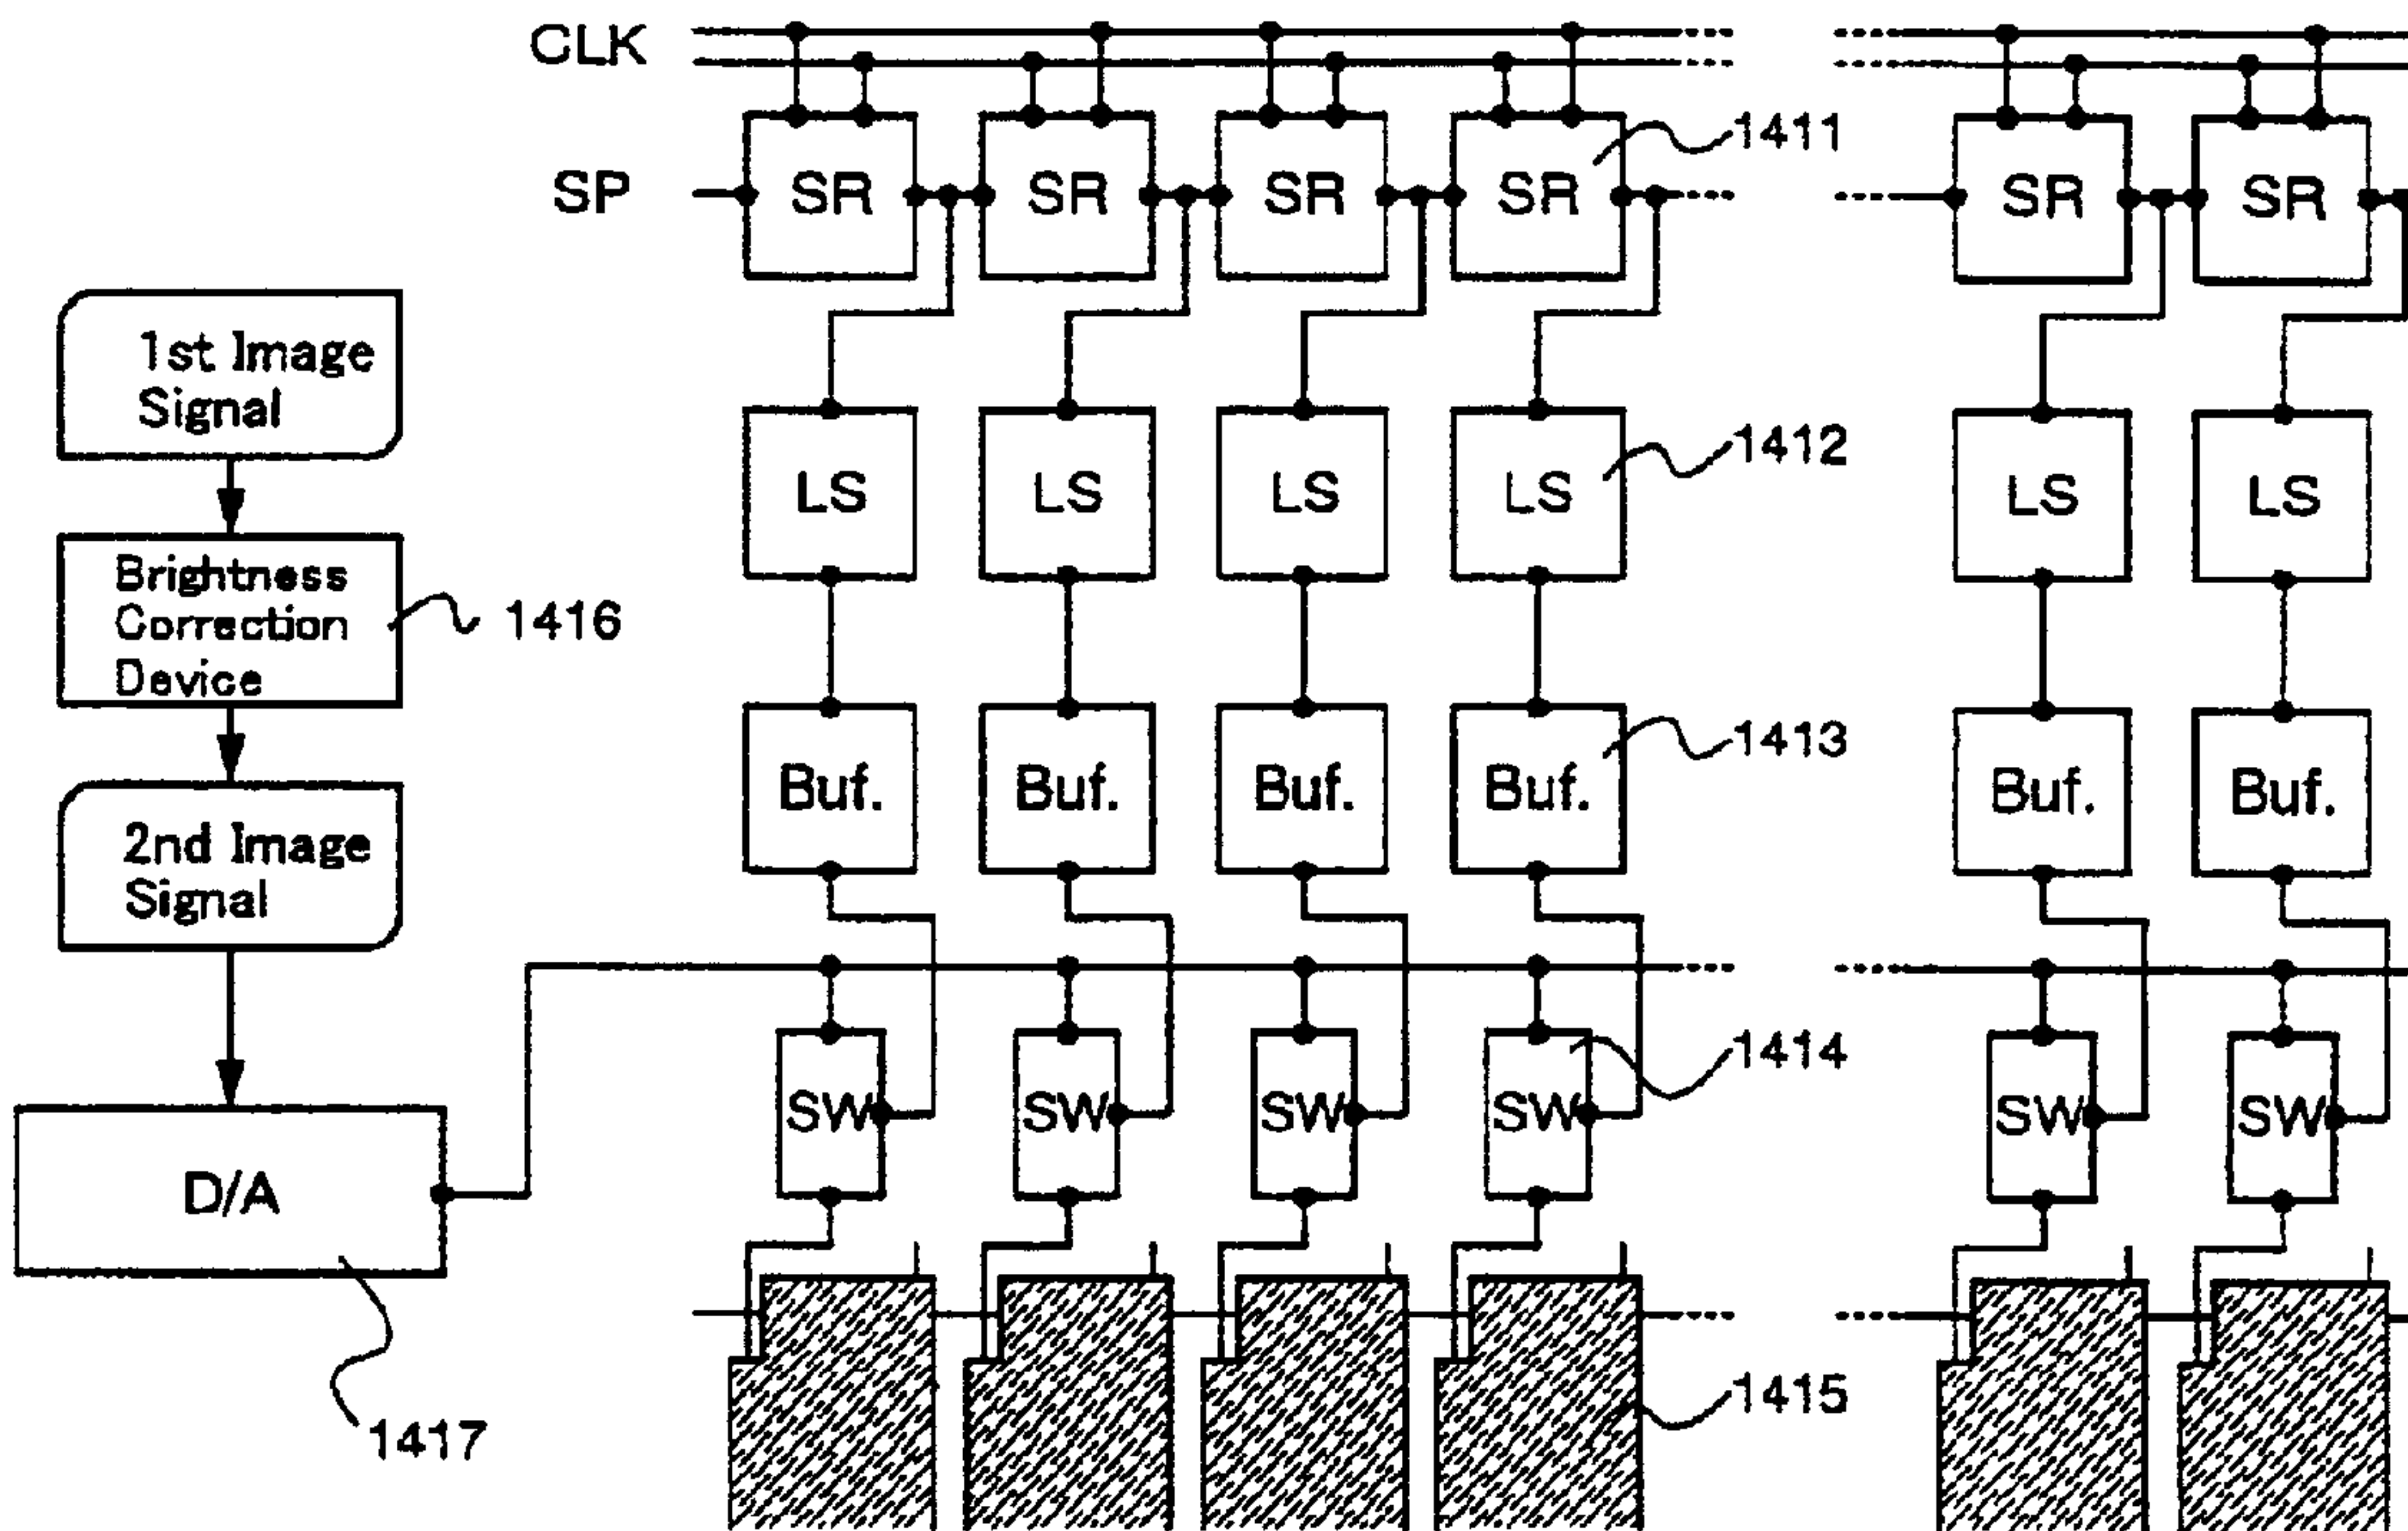 CLK
SP
SR SR SR SR 1411 SR SR
1st Image
Signal
LS LS LS LS 1412 LS LS
Brightness
Correction
Device
1416
Buf. Buf. Buf. Buf. 1413 Buf. Buf.
2nd Image
Signal
SW SW SW SW 1414 SW SW
D/A
1415
1417